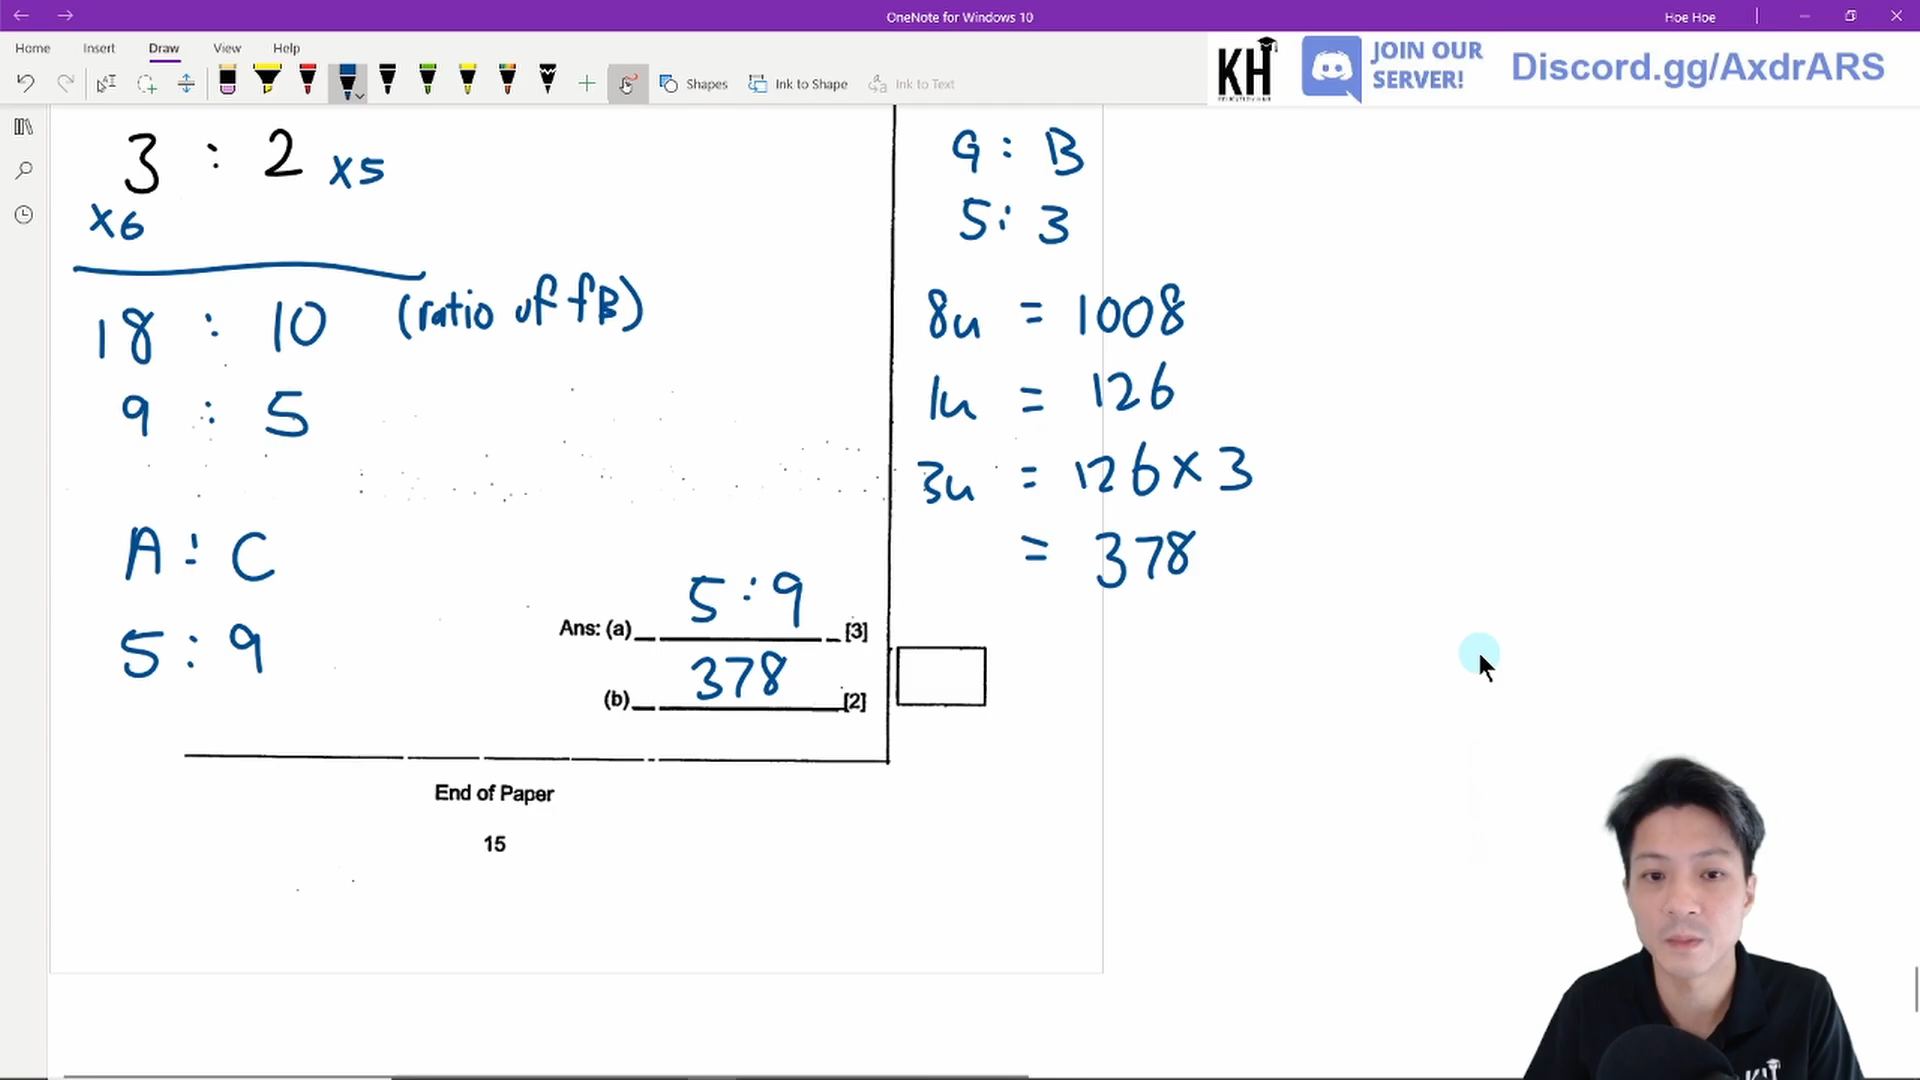 OneNote for Windows 10
Hoe Hoe
Home Insert Draw View Help
Shapes
Ink to Shape
Ink to Text
KH
JOIN OUR
SERVER!
Discord.gg/AxdrARS
3 : 2 x5
x6
18 : 10 (ratio of fB)
9 : 5
A : C
5 : 9
Ans: (a) 5 : 9 [3]
(b) 378 [2]
End of Paper
15
G : B
5 : 3
8u = 1008
1u = 126
3u = 126 x 3
= 378